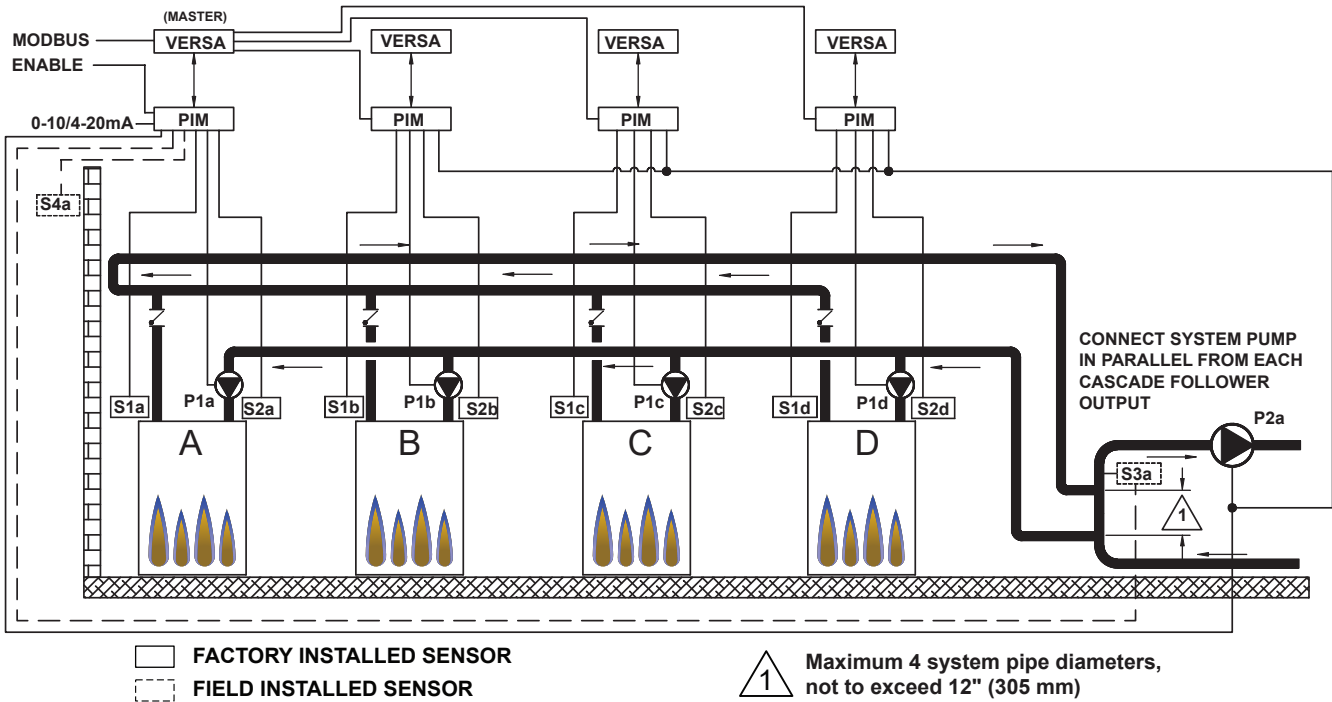 (MASTER)
MODBUS
VERSA
VERSA
VERSA
VERSA
ENABLE
PIM
PIM
PIM
PIM
0-10/4-20mA
S4a
CONNECT SYSTEM PUMP
IN PARALLEL FROM EACH
CASCADE FOLLOWER
OUTPUT
S1a
P1a
S2a
S1b
P1b
S2b
S1c
P1c
S2c
S1d
P1d
S2d
P2a
A
B
C
D
S3a
1
FACTORY INSTALLED SENSOR
FIELD INSTALLED SENSOR
1
Maximum 4 system pipe diameters,
not to exceed 12" (305 mm)